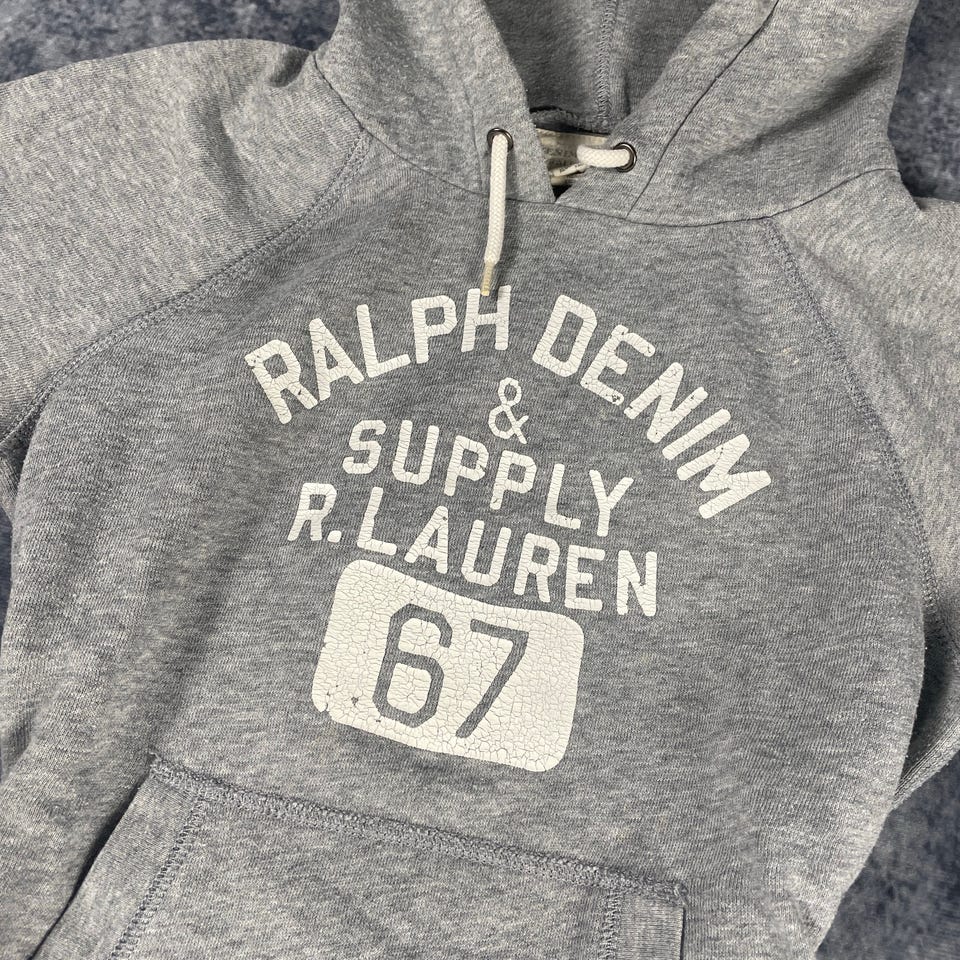 RALPH DENIM
&
SUPPLY
R. LAUREN
67